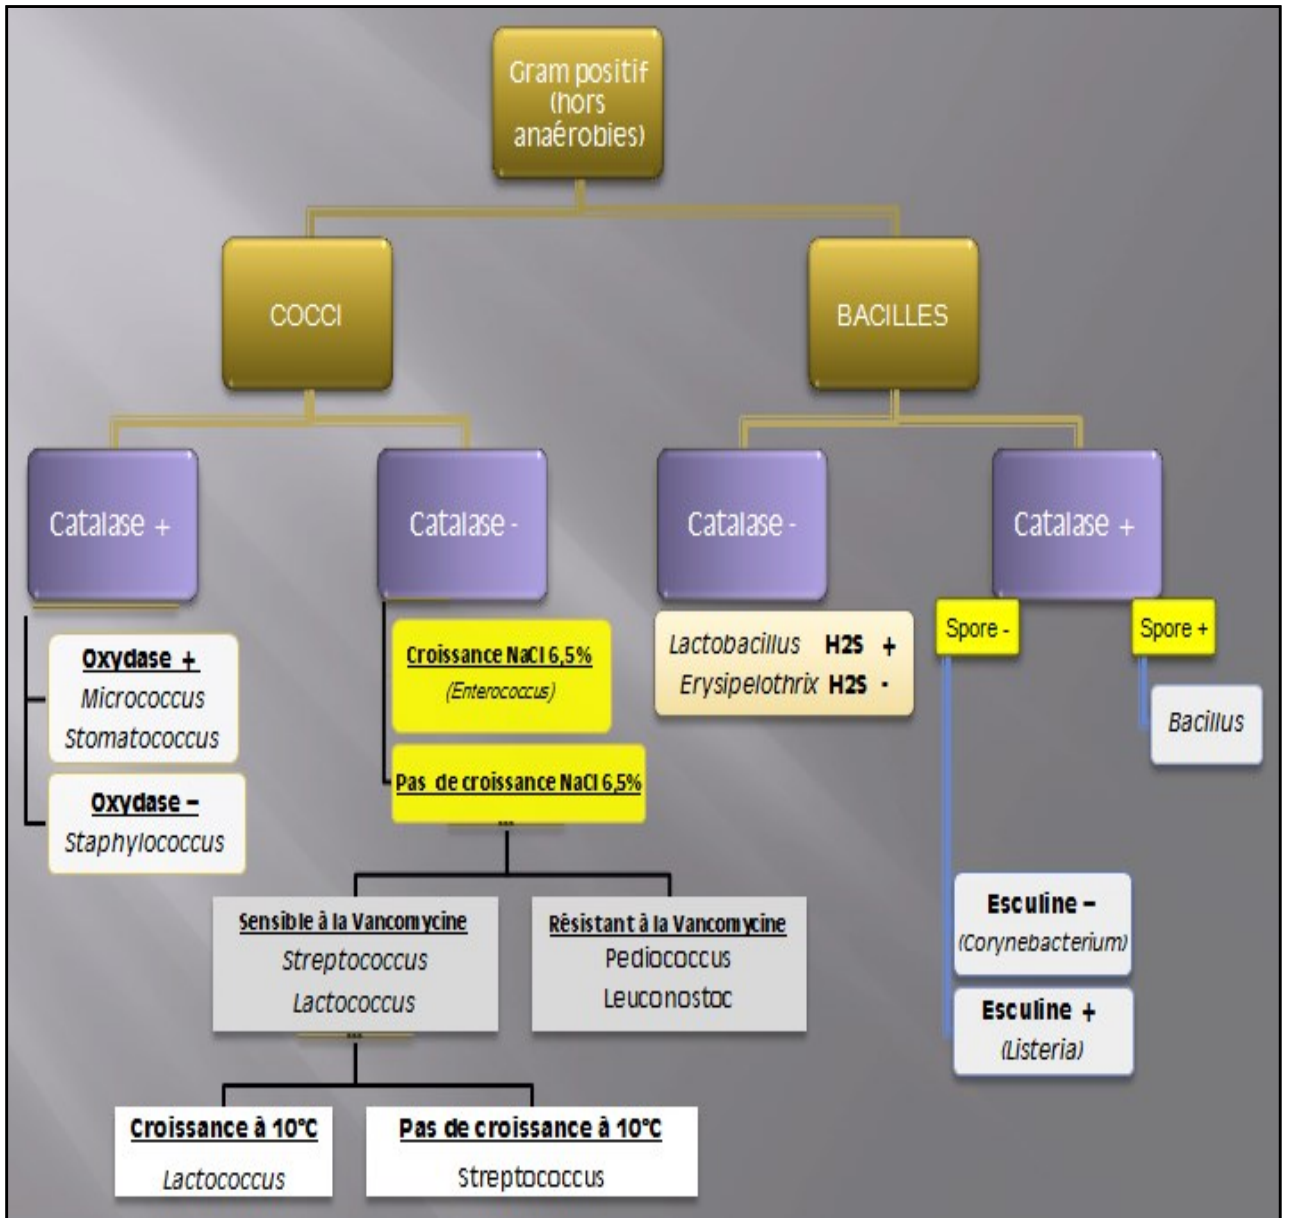 Gram positif
(hors
anaérobies)
COCCI
BACILLES
Catalase +
Catalase -
Catalase -
Catalase +
Oxydase +
Micrococcus
Stomatococcus
Oxydase –
Staphylococcus
Croissance NaCl 6,5%
(Enterococcus)
Pas de croissance NaCl 6,5%
Lactobacillus H2S +
Erysipelothrix H2S -
Spore -
Spore +
Bacillus
Esculine –
(Corynebacterium)
Esculine +
(Listeria)
Sensible à la Vancomycine
Streptococcus
Lactococcus
Résistant à la Vancomycine
Pediococcus
Leuconostoc
Croissance à 10°C
Lactococcus
Pas de croissance à 10°C
Streptococcus